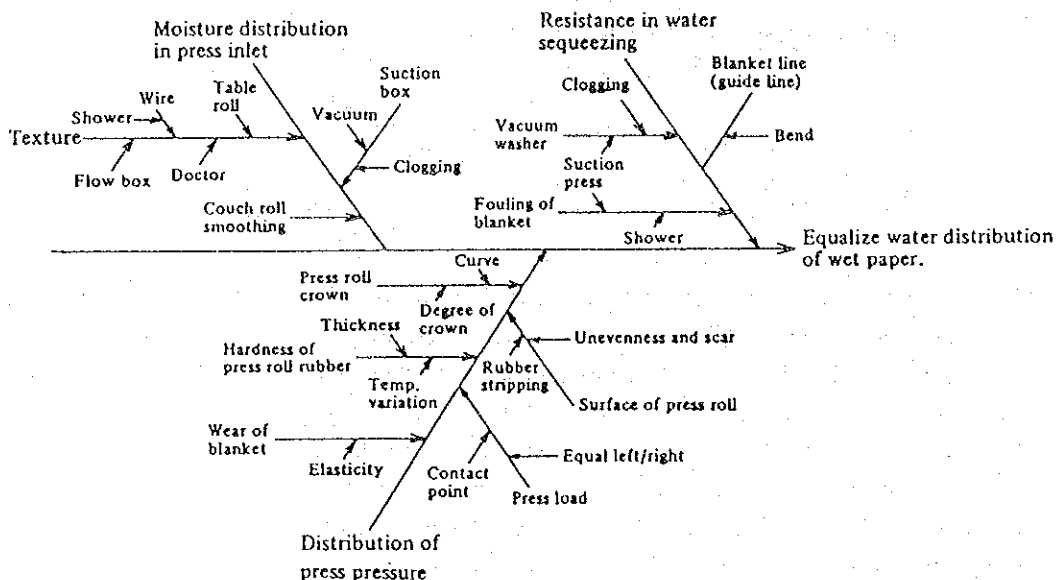 Moisture distribution
in press inlet
Resistance in water
sequeezing
Suction
box
Blanket line
(guide line)
Table
roll
Wire
Shower
Vacuum
Clogging
Texture
Vacuum
washer
Bend
Clogging
Flow box
Doctor
Suction
press
Couch roll
smoothing
Fouling of
blanket
Shower
Equalize water distribution
of wet paper.
Curve
Press roll
crown
Degree of
crown
Thickness
Unevenness and scar
Hardness of
press roll rubber
Rubber
stripping
Temp.
variation
Surface of press roll
Wear of
blanket
Elasticity
Contact
point
Equal left/right
Press load
Distribution of
press pressure